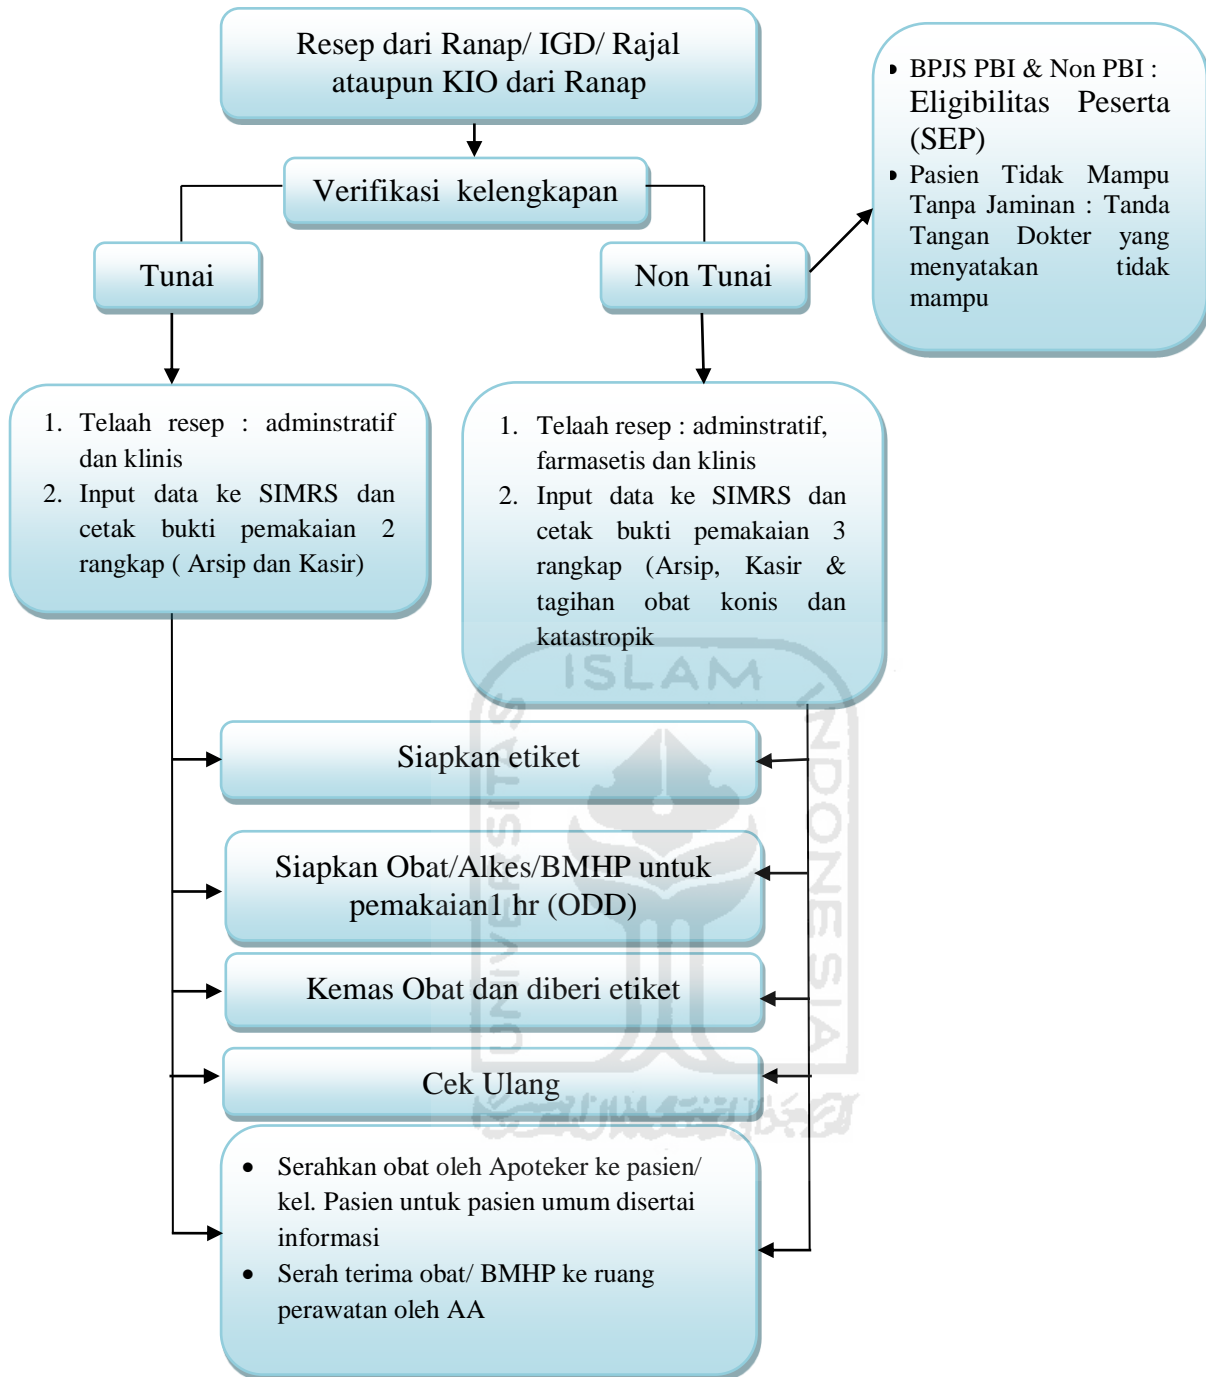 Resep dari Ranap/ IGD/ Rajal
ataupun KIO dari Ranap
• BPJS PBI & Non PBI :
Eligibilitas Peserta
(SEP)
• Pasien Tidak Mampu
Tanpa Jaminan : Tanda
Tangan Dokter yang
menyatakan tidak
mampu
Verifikasi kelengkapan
Tunai
Non Tunai
1. Telaah resep : adminstratif
dan klinis
2. Input data ke SIMRS dan
cetak bukti pemakaian 2
rangkap ( Arsip dan Kasir)
1. Telaah resep : adminstratif,
farmasetis dan klinis
2. Input data ke SIMRS dan
cetak bukti pemakaian 3
rangkap (Arsip, Kasir &
tagihan obat konis dan
katastropik
Siapkan etiket
Siapkan Obat/Alkes/BMHP untuk
pemakaian1 hr (ODD)
Kemas Obat dan diberi etiket
Cek Ulang
• Serahkan obat oleh Apoteker ke pasien/
kel. Pasien untuk pasien umum disertai
informasi
• Serah terima obat/ BMHP ke ruang
perawatan oleh AA
UNIVERSITAS
ISLAM
INDONESIA